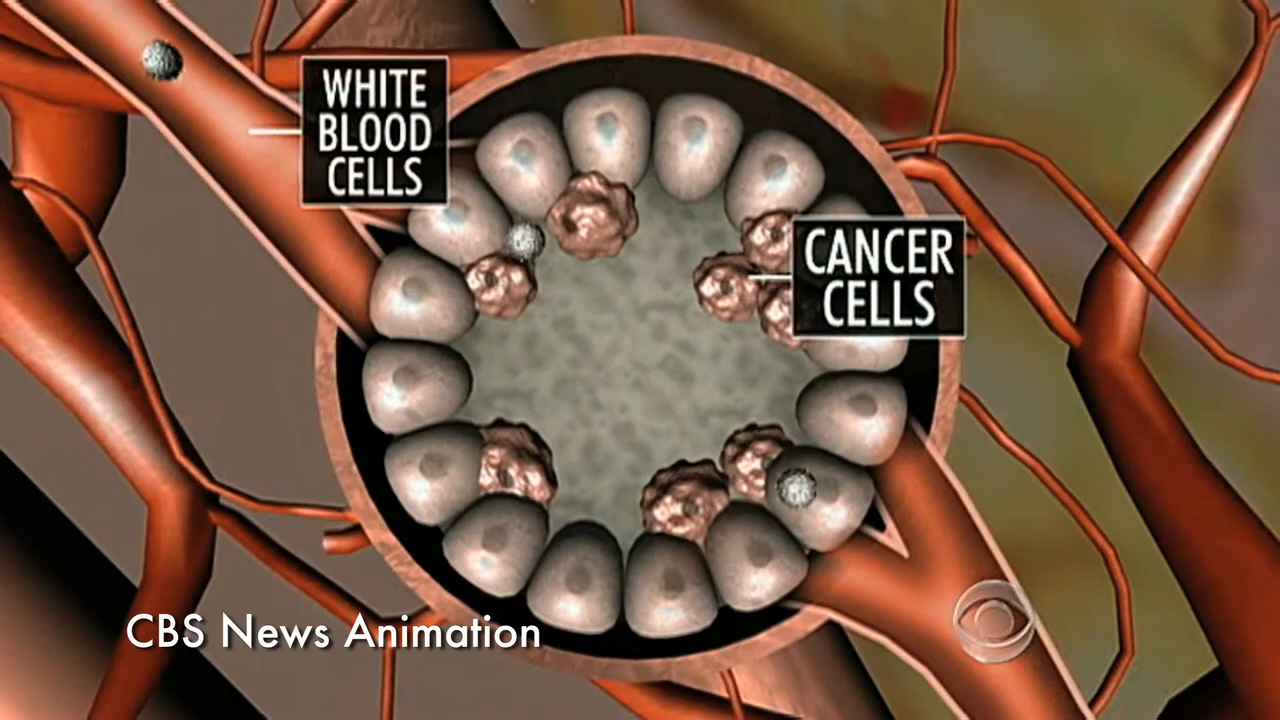 WHITE
BLOOD
CELLS
CANCER
CELLS
CBS News Animation